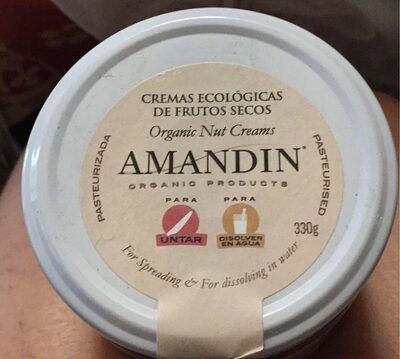 CREMAS ECOLÓGICAS
DE FRUTOS SECOS
Organic Nut Creams
AMANDIN®
ORGANIC PRODUCTS
PASTEURIZADA
PASTEURISED
PARA
UNTAR
PARA
DISOLVER
EN AGUA
330g
For Spreading & For dissolving in water